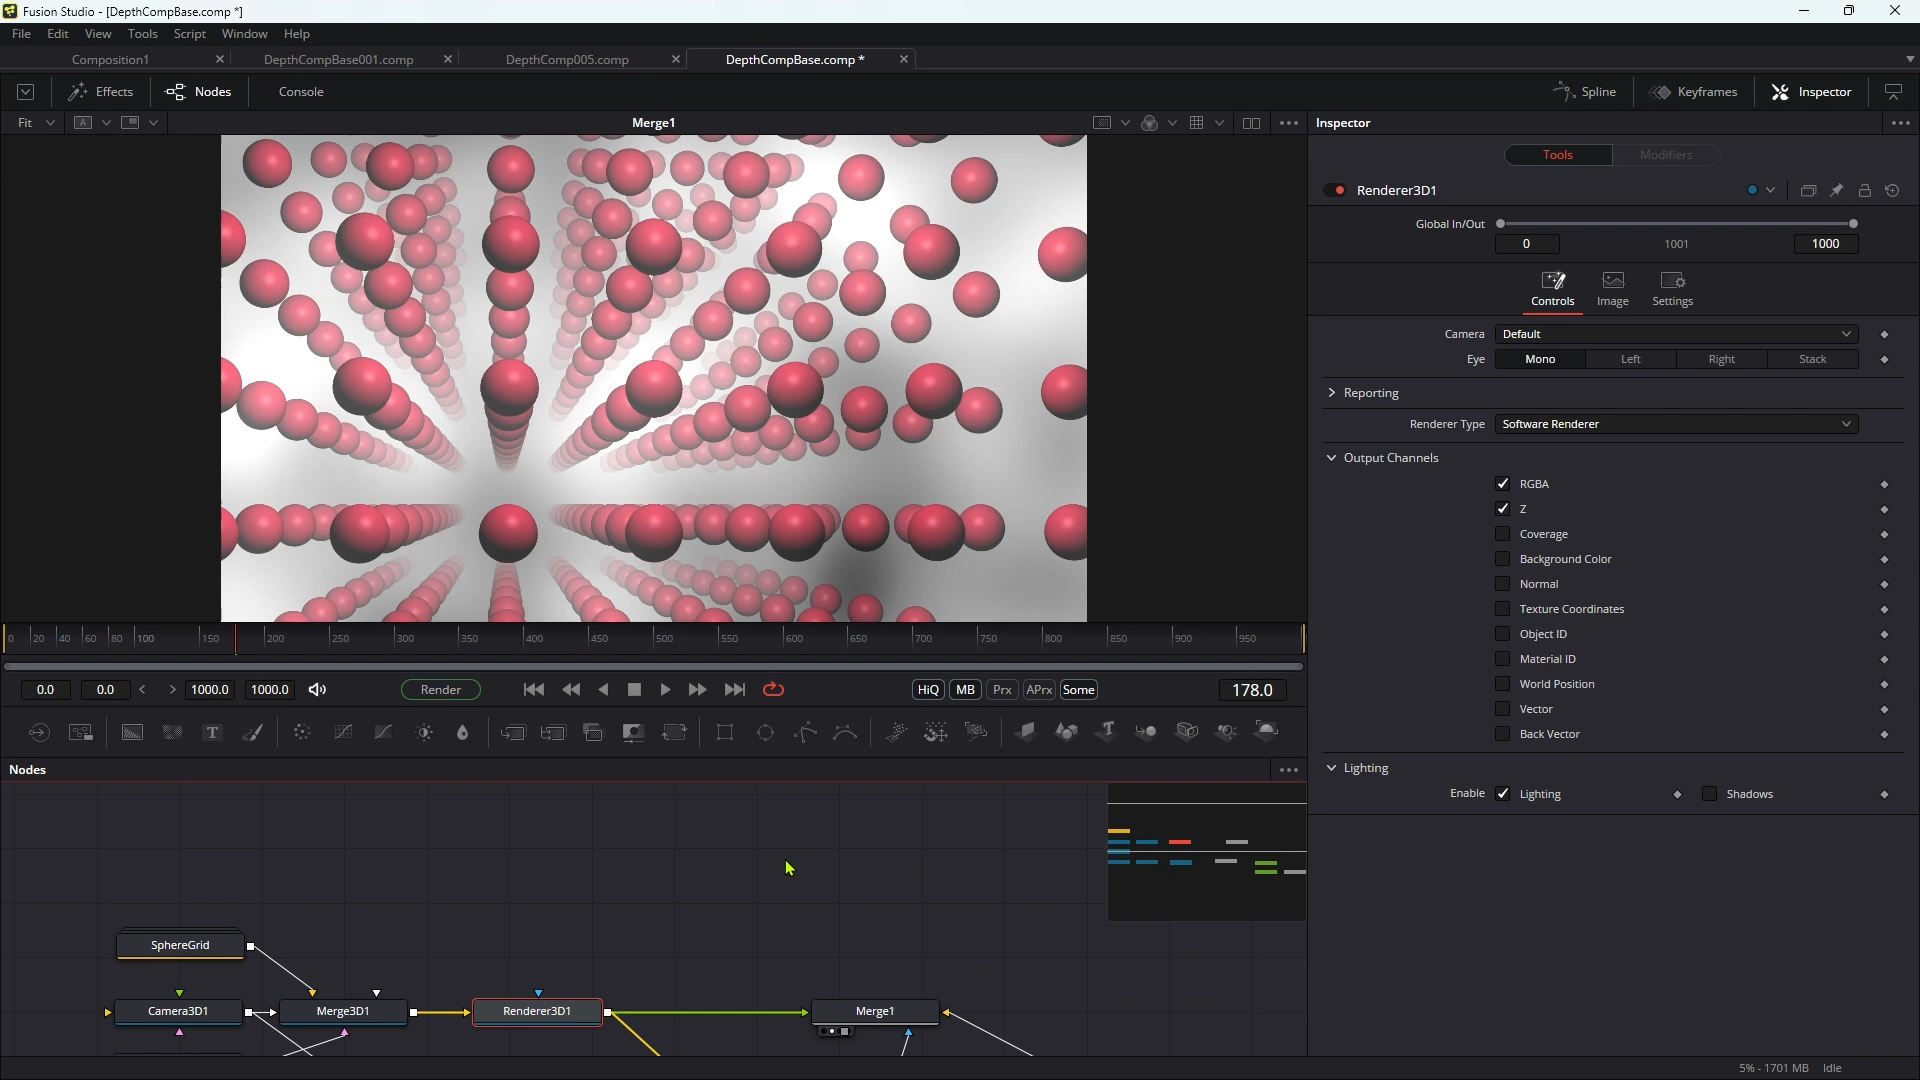 Fusion Studio - [DepthCompBase.comp *]
File Edit View Tools Script Window Help
Composition1 DepthCompBase001.comp DepthComp005.comp DepthCompBase.comp *
Effects Nodes Console Spline Keyframes Inspector
Fit A Merge1 Inspector
Tools Modifiers
Renderer3D1
Global In/Out
0 1001 1000
Controls Image Settings
Camera Default
Eye Mono Left Right Stack
Reporting
Renderer Type Software Renderer
Output Channels
RGBA
Z
Coverage
Background Color
Normal
Texture Coordinates
Object ID
Material ID
World Position
Vector
Back Vector
Lighting
Enable Lighting Shadows
0 20 40 60 80 100 150 200 250 300 350 400 450 500 550 600 650 700 750 800 850 900 950
0.0 0.0 < > 1000.0 1000.0 Render HiQ MB Prx APrx Some 178.0
T T
Nodes
SphereGrid
Camera3D1 Merge3D1 Renderer3D1 Merge1
5% - 1701 MB Idle